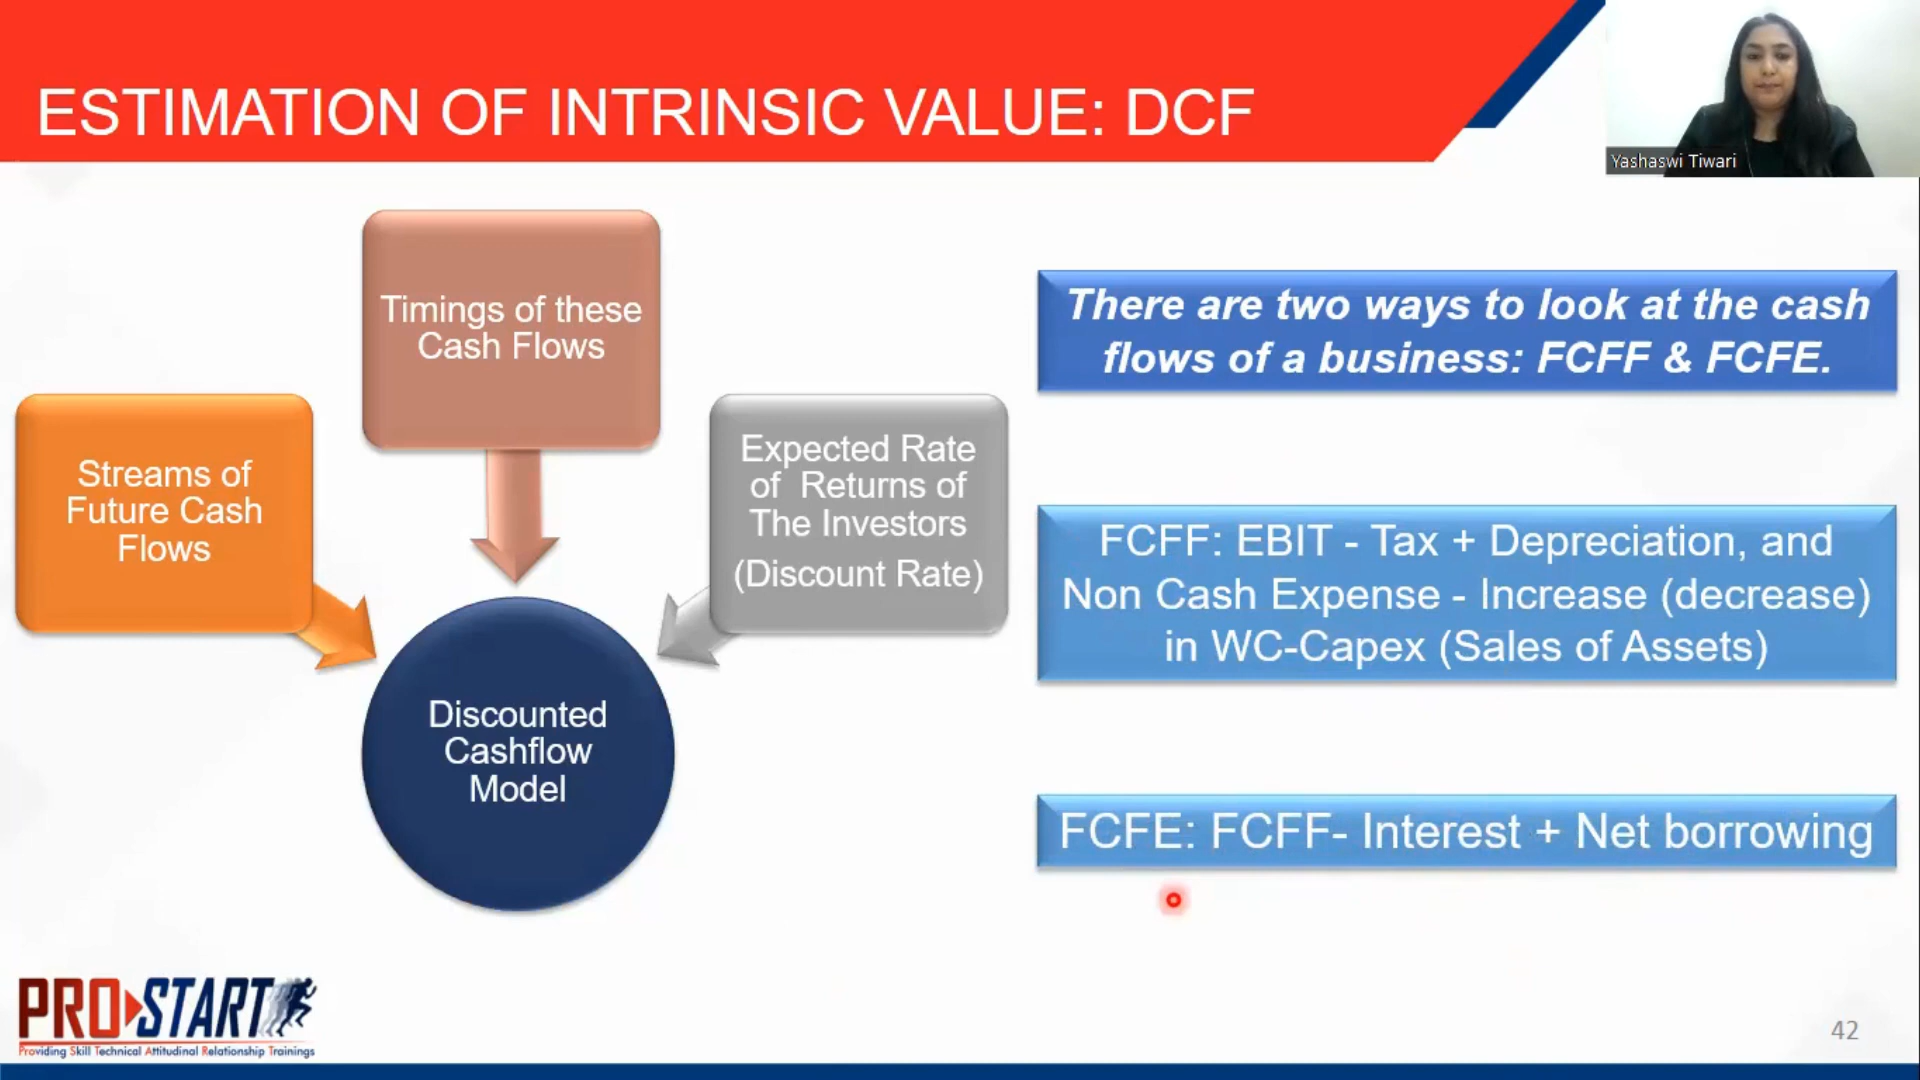 ESTIMATION OF INTRINSIC VALUE: DCF
Yashaswi Tiwari
Timings of these
Cash Flows
Streams of
Future Cash
Flows
Expected Rate
of Returns of
The Investors
(Discount Rate)
Discounted
Cashflow
Model
There are two ways to look at the cash
flows of a business: FCFF & FCFE.
FCFF: EBIT - Tax + Depreciation, and
Non Cash Expense - Increase (decrease)
in WC-Capex (Sales of Assets)
FCFE: FCFF- Interest + Net borrowing
PRO START
Providing Skill Technical Attitudinal Relationship Trainings
42